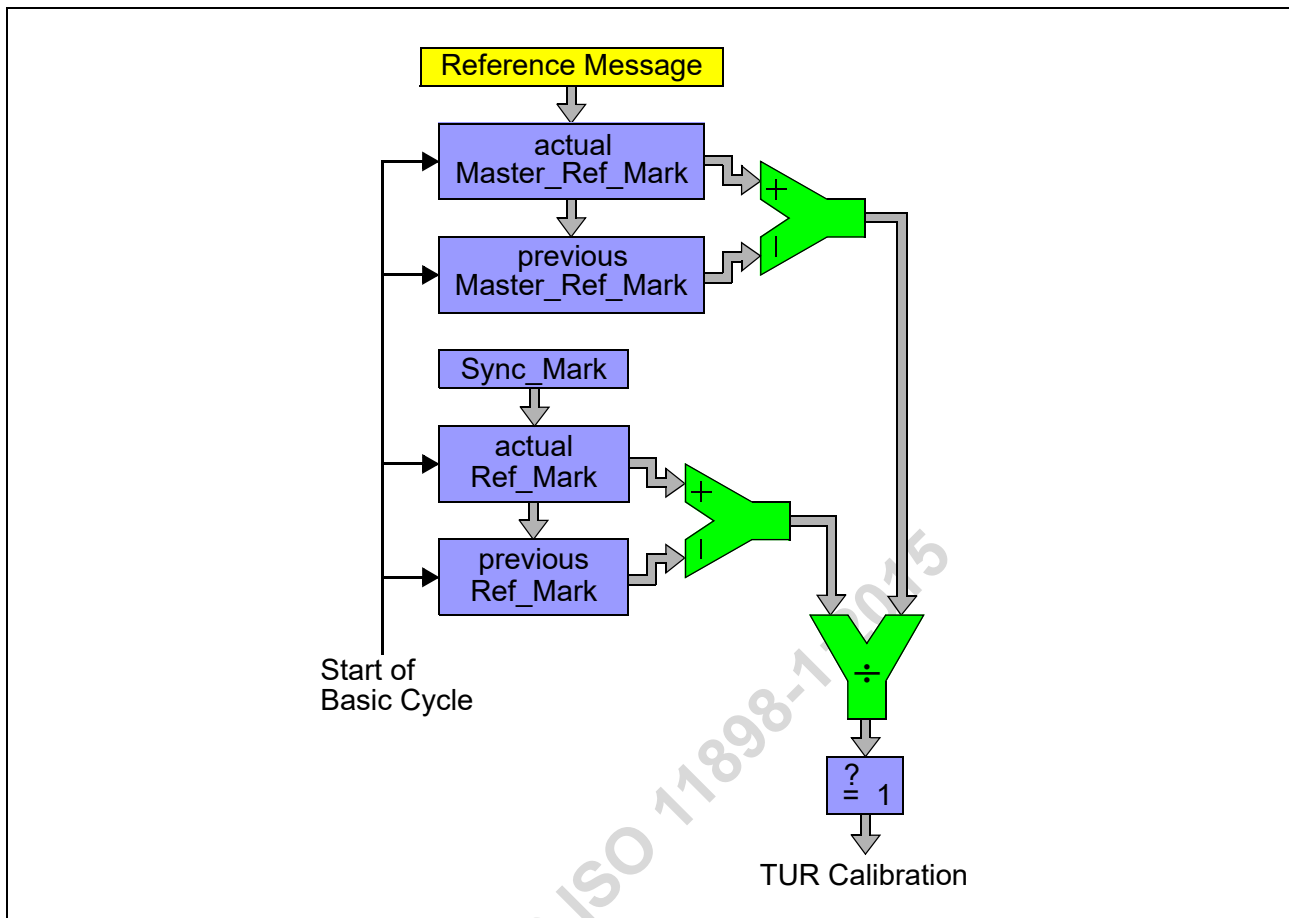 Reference Message
actual
Master_Ref_Mark
+
previous
Master_Ref_Mark
−
Sync_Mark
actual
Ref_Mark
+
previous
Ref_Mark
−
Start of
Basic Cycle
÷
?
= 1
TUR Calibration
ISO 11898-1:2015